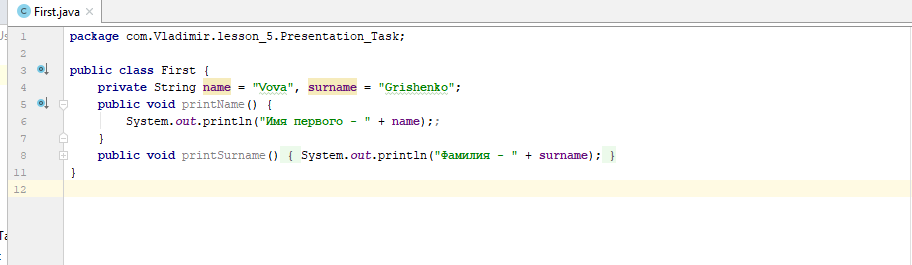 First.java
1 package com.Vladimir.lesson_5.Presentation_Task;
2
3 public class First {
4 private String name = "Vova", surname = "Grishenko";
5 public void printName() {
6 System.out.println("Имя первого - " + name);;
7 }
8 public void printSurname() { System.out.println("Фамилия - " + surname); }
11 }
12